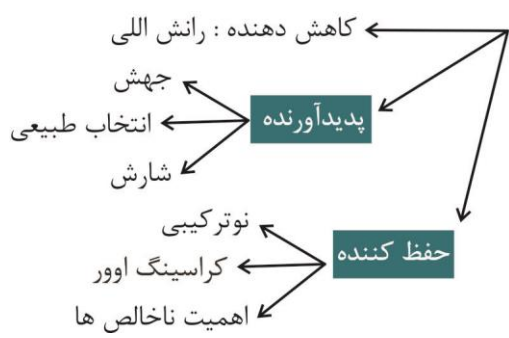 کاهش دهنده : رانش اللی
پدیدآورنده
جهش
انتخاب طبیعی
شارش
حفظ کننده
نوترکیبی
کراسینگ اوور
اهمیت ناخالص ها